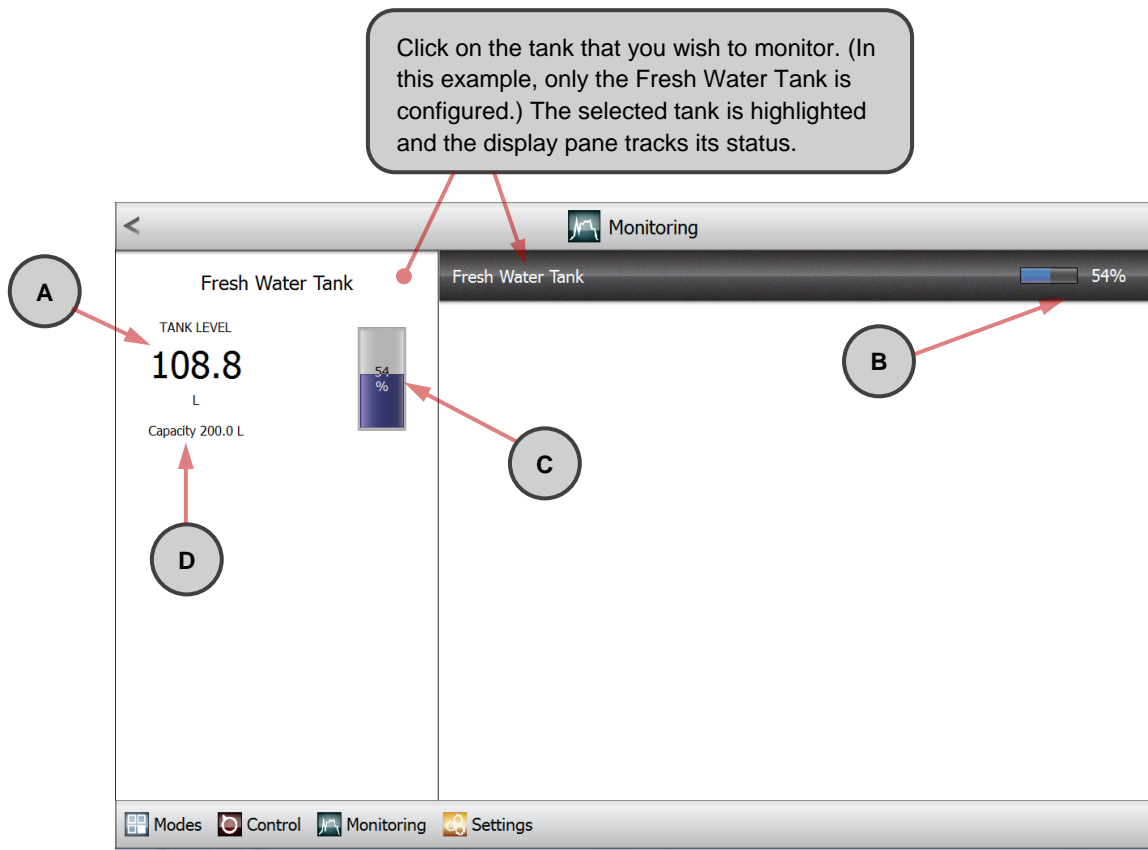 Click on the tank that you wish to monitor. (In
this example, only the Fresh Water Tank is
configured.) The selected tank is highlighted
and the display pane tracks its status.
<
Monitoring
Fresh Water Tank
Fresh Water Tank
54%
A
TANK LEVEL
108.8
L
Capacity 200.0 L
54
%
B
C
D
Modes
Control
Monitoring
Settings